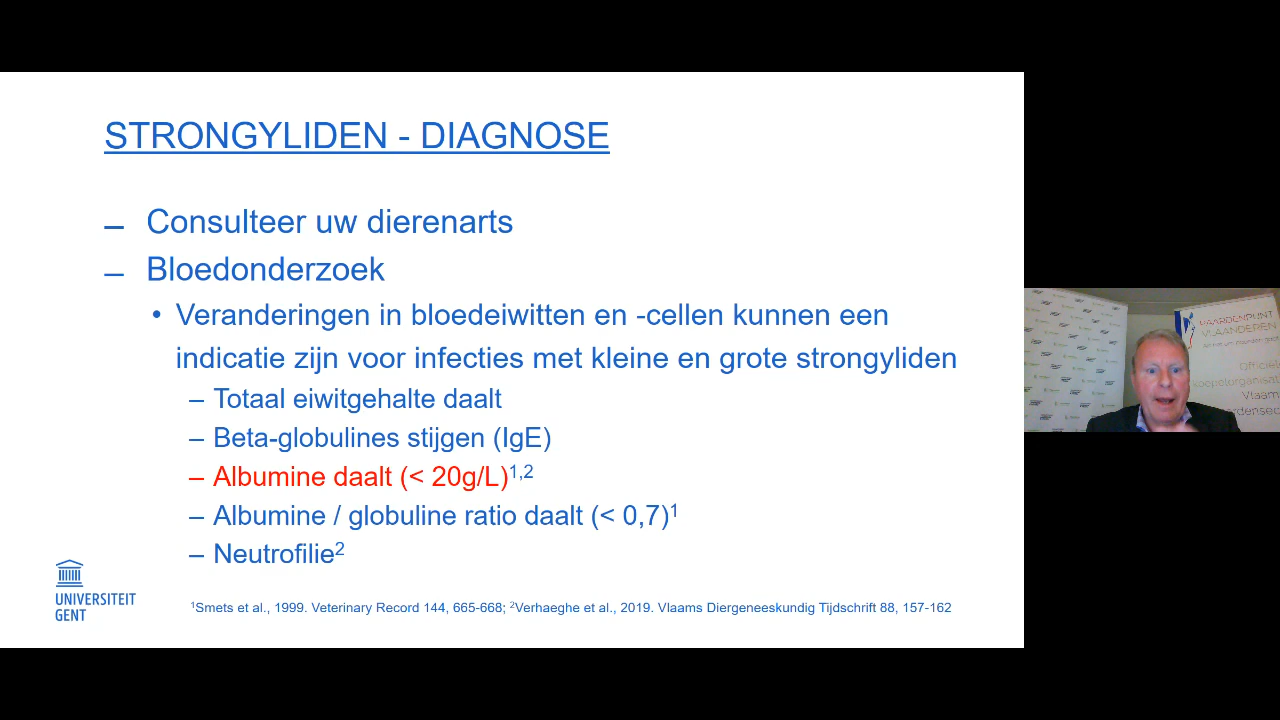 STRONGYLIDEN - DIAGNOSE
– Consulteer uw dierenarts
– Bloedonderzoek
• Veranderingen in bloedeiwitten en -cellen kunnen een
indicatie zijn voor infecties met kleine en grote strongyliden
– Totaal eiwitgehalte daalt
– Beta-globulines stijgen (IgE)
– Albumine daalt (< 20g/L)1,2
– Albumine / globuline ratio daalt (< 0,7)1
– Neutrofilie2
UNIVERSITEIT
GENT
1Smets et al., 1999. Veterinary Record 144, 665-668; 2Verhaeghe et al., 2019. Vlaams Diergeneeskundig Tijdschrift 88, 157-162
PAARDENPUNT
VLAANDEREN